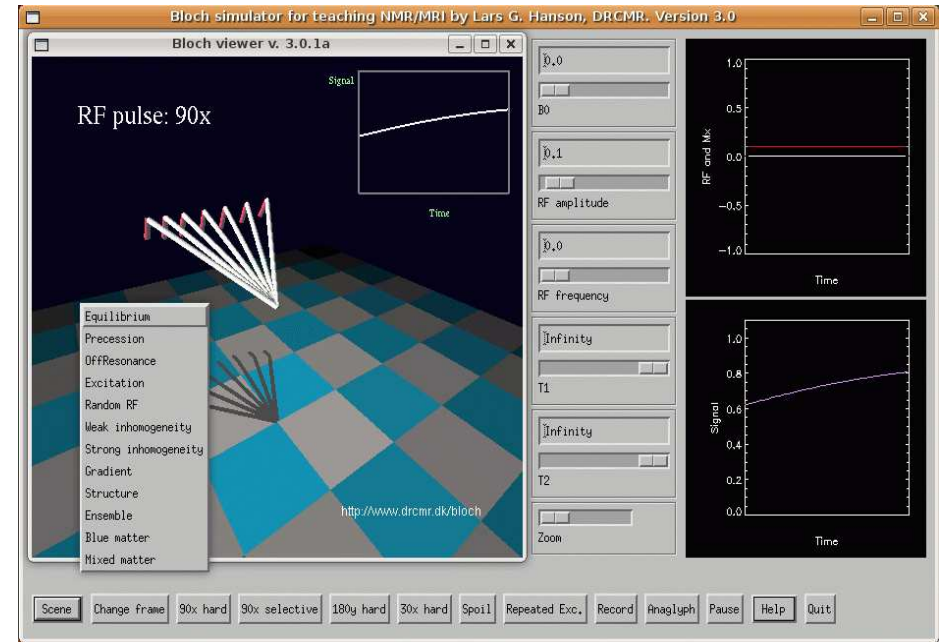 Bloch simulator for teaching NMR/MRI by Lars G. Hanson, DRCMR. Version 3.0
Bloch viewer v. 3.0.1a
RF pulse: 90x
Signal
Time
http://www.drcmr.dk/bloch
Equilibrium
Precession
OffResonance
Excitation
Random RF
Weak inhomogeneity
Strong inhomogeneity
Gradient
Structure
Ensemble
Blue matter
Mixed matter
0.0
B0
0.1
RF amplitude
0.0
RF frequency
Infinity
T1
Infinity
T2
Zoom
RF and Mx
1.0
0.5
0.0
-0.5
-1.0
Time
Signal
1.0
0.8
0.6
0.4
0.2
0.0
Time
Scene
Change frame
90x hard
90x selective
180y hard
30x hard
Spoil
Repeated Exc.
Record
Anaglyph
Pause
Help
Quit